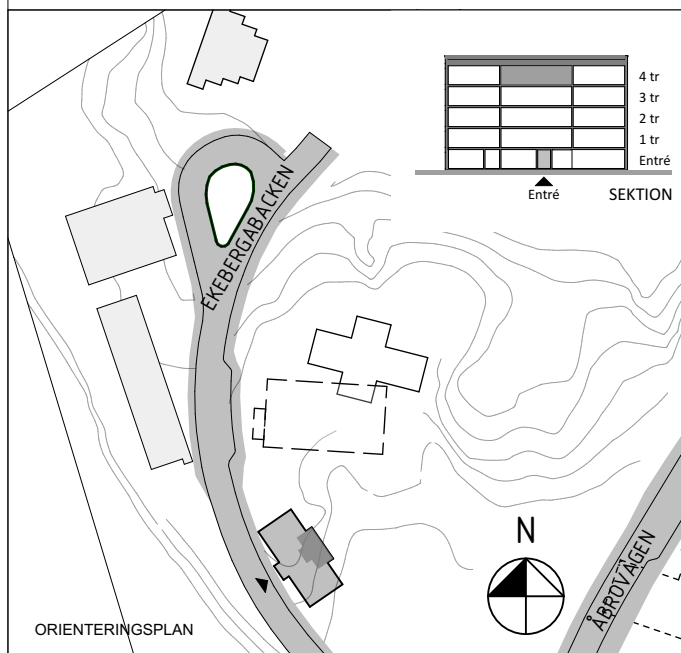 4 tr
3 tr
2 tr
1 tr
Entré
Entré
SEKTION
EKEBERGABACKEN
N
ÅBROVÄGEN
ORIENTERINGSPLAN